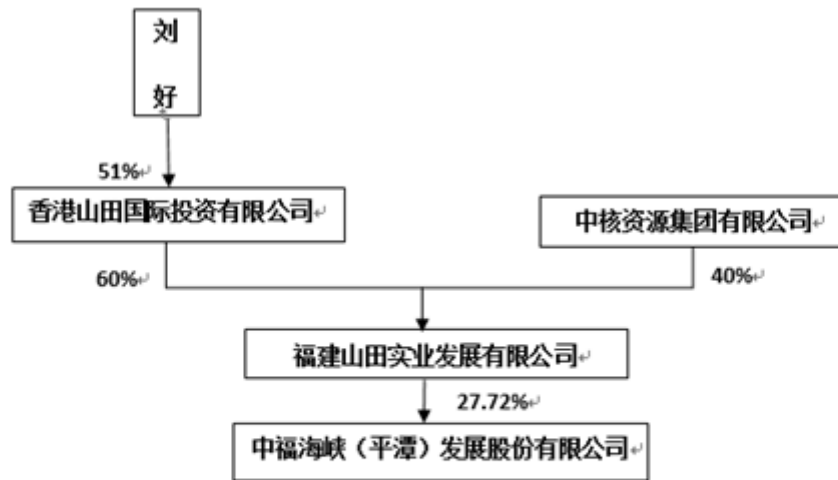 刘
好
51%
香港山田国际投资有限公司
中核资源集团有限公司
60%
40%
福建山田实业发展有限公司
27.72%
中福海峡（平潭）发展股份有限公司